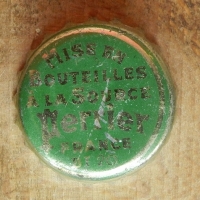 MISE EN
BOUTEILLES
A LA SOURCE
Perrier
FRANCE